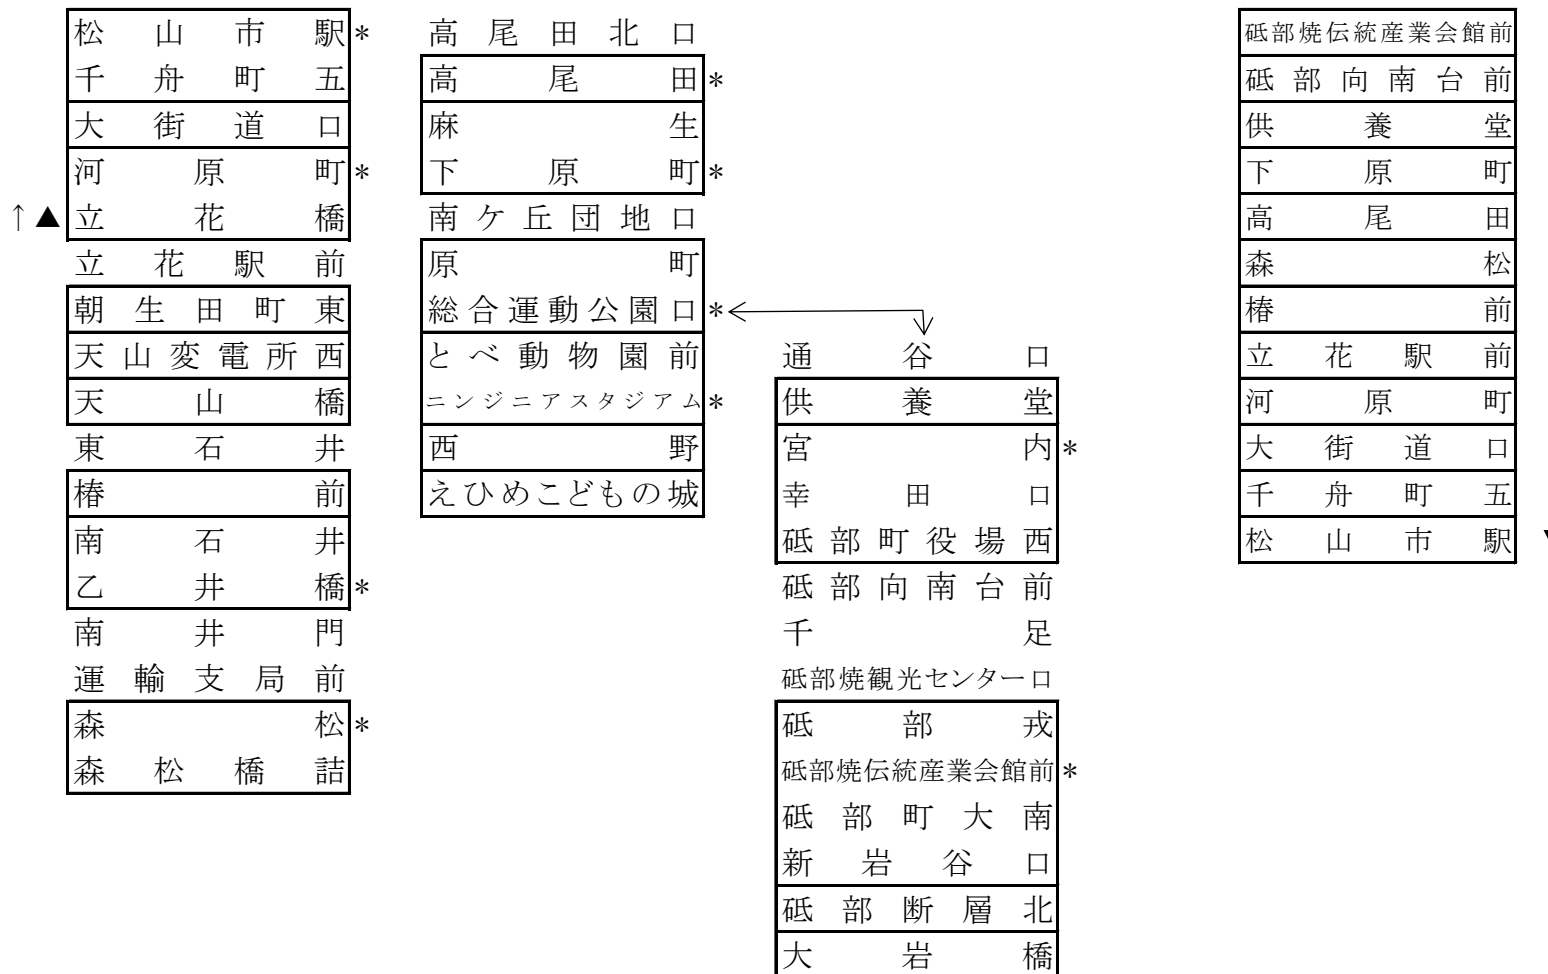 松山市駅*
千舟町五
大街道口
河原町*
↑▲立花橋
立花駅前
朝生田町東
天山変電所西
天山橋
東石井
椿前
南石井
乙井橋*
南井門
運輸支局前
森松*
森松橋詰
高尾田北口
高尾田*
麻生
下原町*
南ケ丘団地口
原町
総合運動公園口*
とべ動物園前
ニンジニアスタジアム*
西野
えひめこどもの城
通谷口
供養堂
宮内*
幸田口
砥部町役場西
砥部向南台前
千足
砥部焼観光センター口
砥部戎
砥部焼伝統産業会館前*
砥部町大南
新岩谷口
砥部断層北
大岩橋
砥部焼伝統産業会館前
砥部向南台前
供養堂
下原町
高尾田
森松
椿前
立花駅前
河原町
大街道口
千舟町五
松山市駅